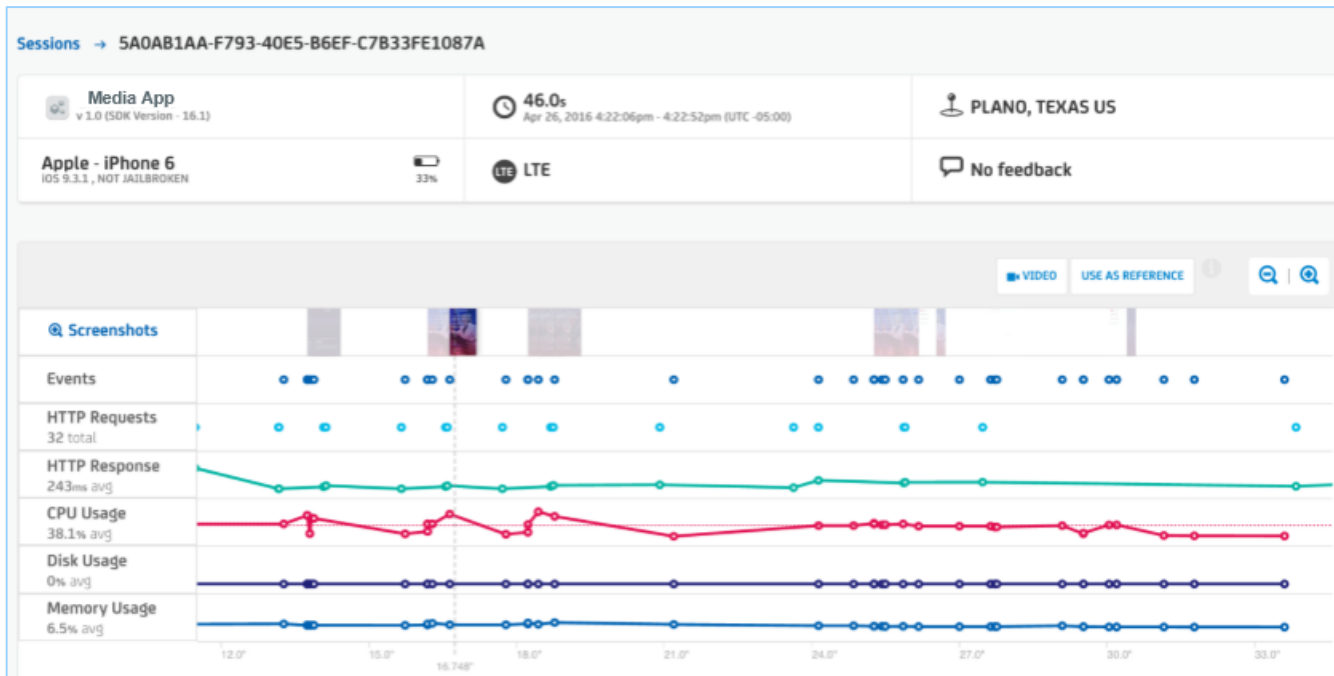 Sessions → 5A0AB1AA-F793-40E5-B6EF-C7B33FE1087A
Media App
v 1.0 (SDK Version - 16.1)
46.0s
Apr 26, 2016 4:22:06pm - 4:22:52pm (UTC -05:00)
PLANO, TEXAS US
Apple - iPhone 6
iOS 9.3.1 , NOT JAILBROKEN
33%
LTE LTE
No feedback
VIDEO USE AS REFERENCE
Screenshots
Events
HTTP Requests
32 total
HTTP Response
243ms avg
CPU Usage
38.1% avg
Disk Usage
0% avg
Memory Usage
6.5% avg
12.0" 15.0" 18.0" 21.0" 24.0" 27.0" 30.0" 33.0"
16.748"